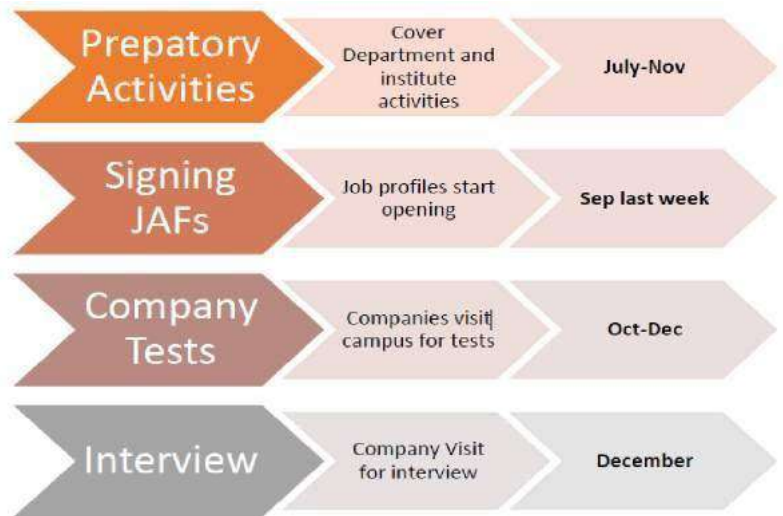 Prepatory
Activities
Cover
Department and
institute
activities
July-Nov
Signing
JAFs
Job profiles start
opening
Sep last week
Company
Tests
Companies visit
campus for tests
Oct-Dec
Interview
Company Visit
for interview
December